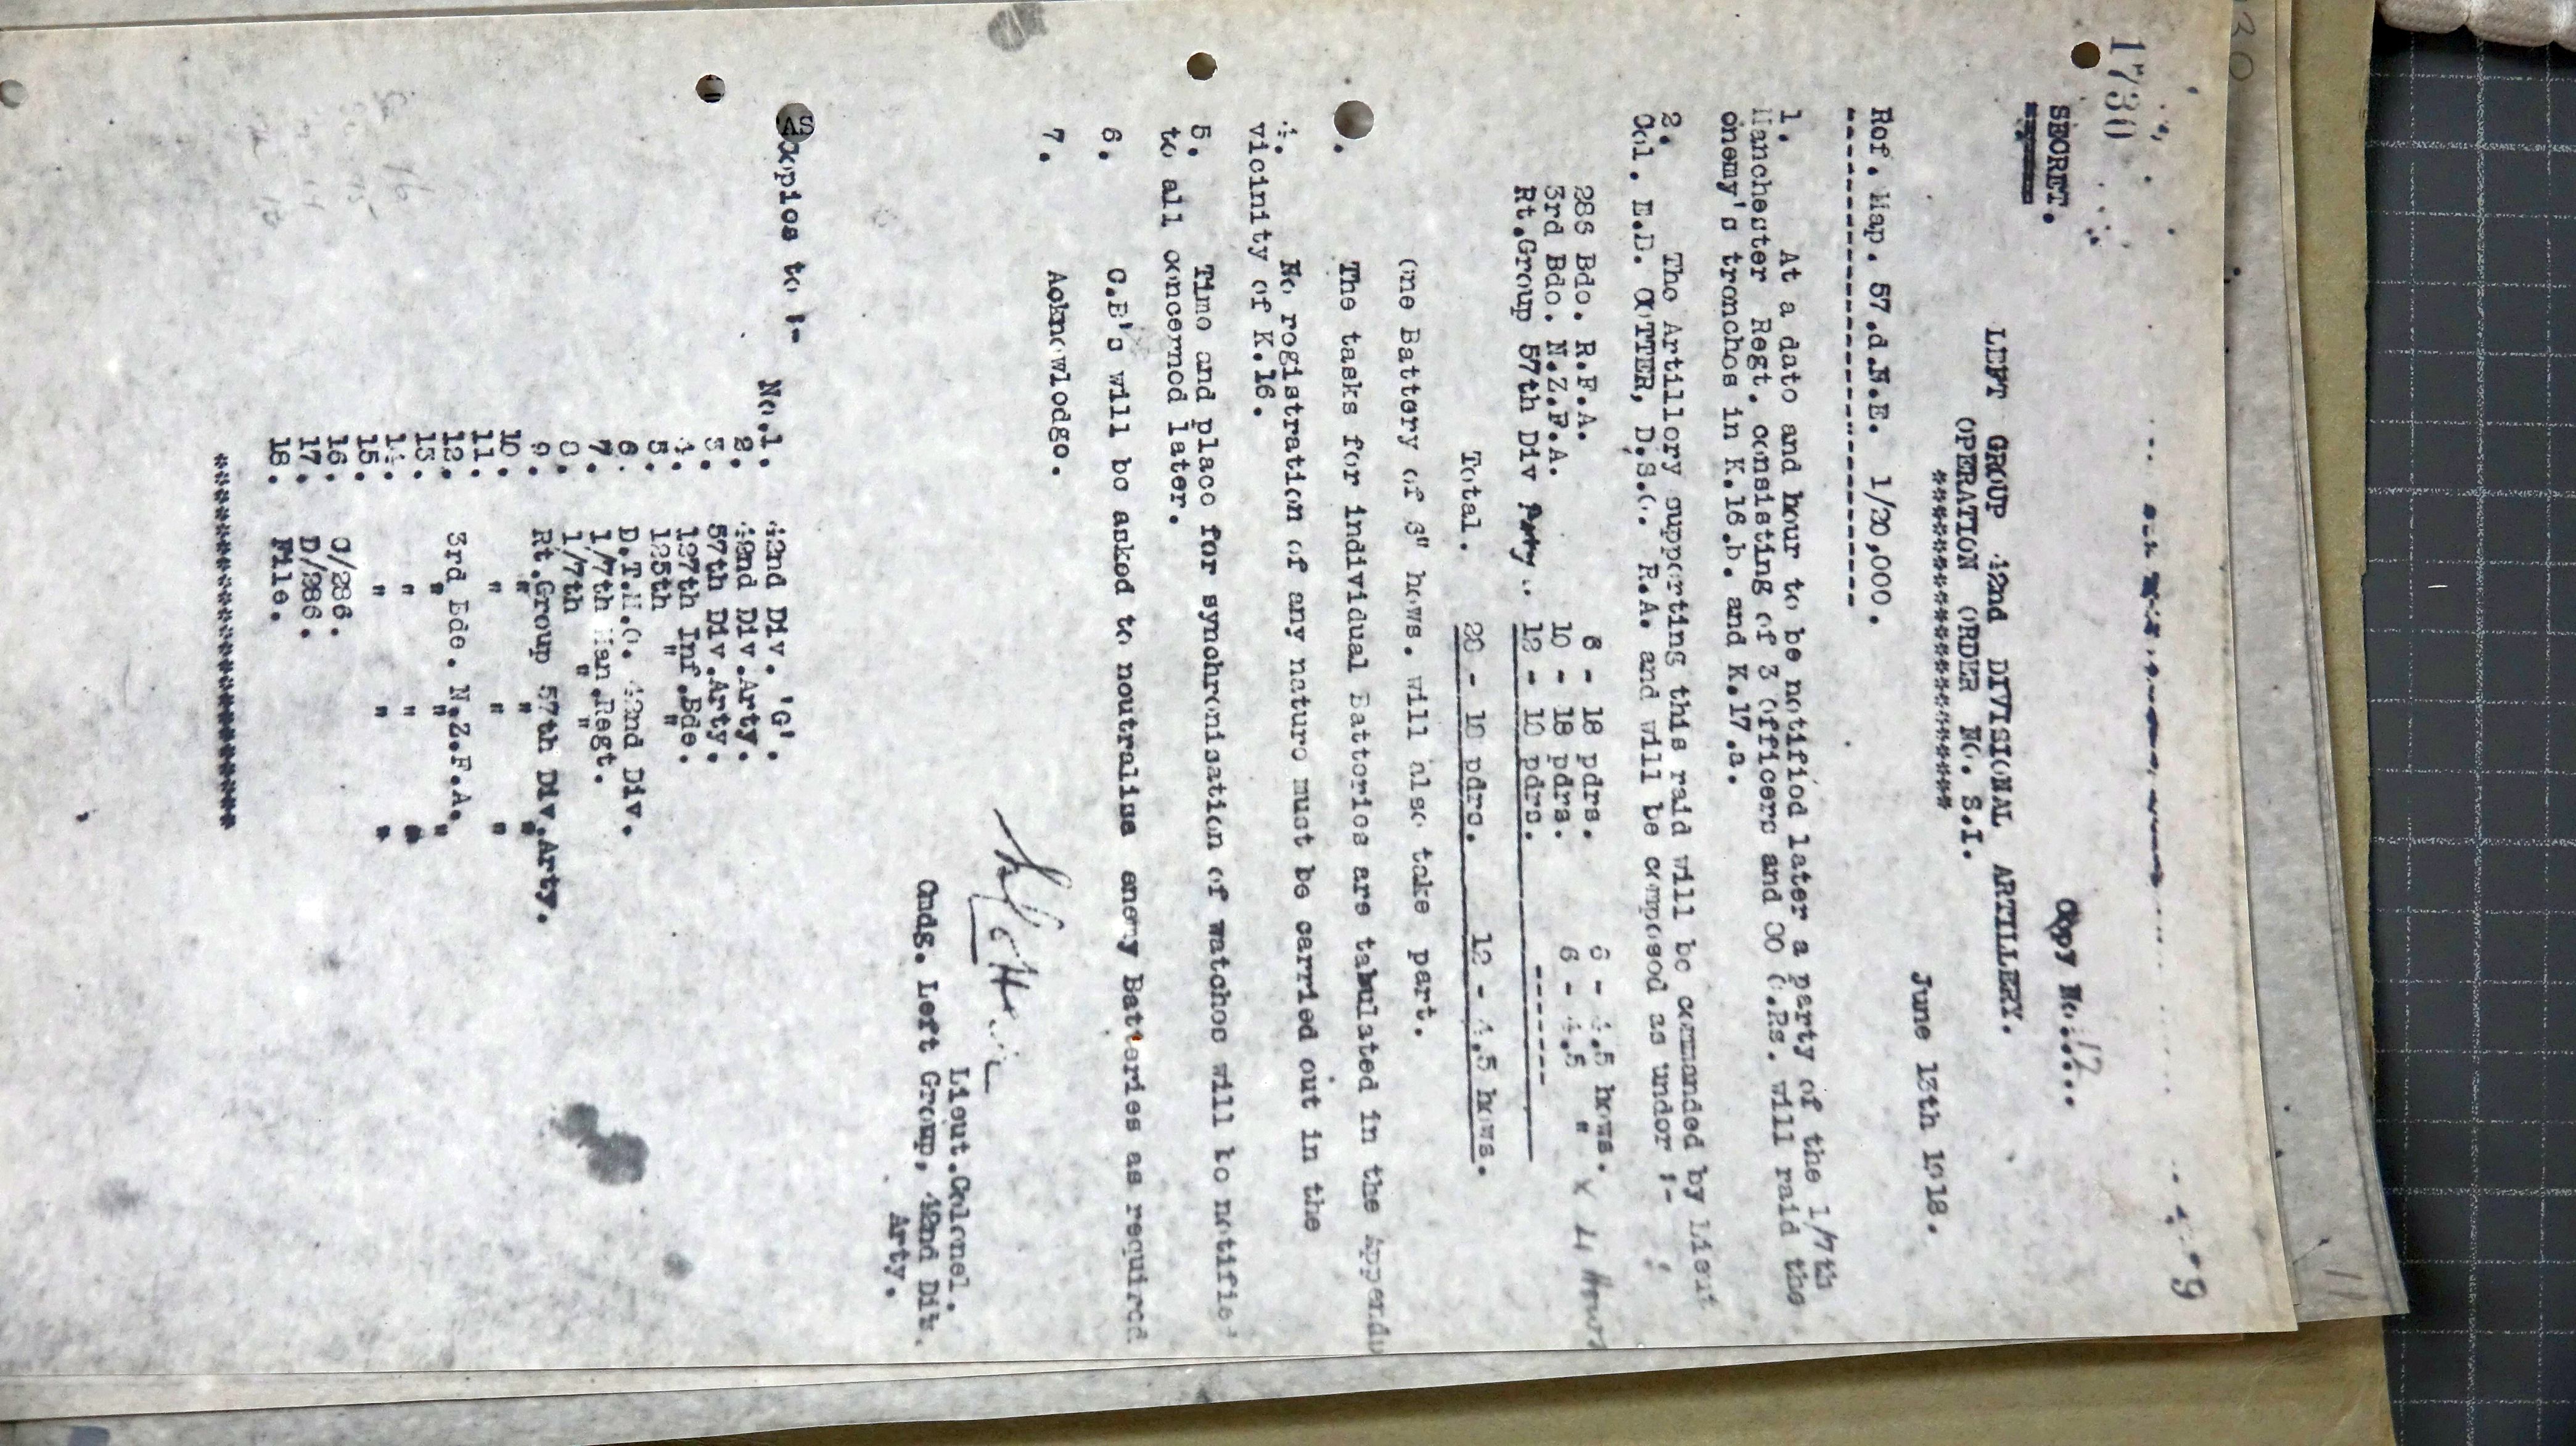 1730
9
SECRET.
Copy No. 12...
LEFT GROUP 42nd DIVISIONAL ARTILLERY.
OPERATION ORDER NO. S.I.
********************
June 13th 1918.
Ref. Map. 57.d.N.E. 1/20,000.
1. At a date and hour to be notified later a party of the 1/7th
Manchester Regt. consisting of 3 Officers and 30 O.Rs. will raid the
enemy's trenches in K.16.b. and K.17.a.
2. The Artillery supporting this raid will be commanded by Lieut
Col. E.D. COTTER, D.S.O. R.A. and will be composed as under :-
286 Bde. R.F.A. 8 - 18 pdrs. 6 - 4.5 hows.
3rd Bde. N.Z.F.A. 10 - 18 pdrs. 6 - 4.5 " x 4 Hows
Rt.Group 57th Div Arty .. 12 - 18 pdrs. -------
Total. 20 - 18 pdrs. 12 - 4.5 hows.
One Battery of 6" hows. will also take part.
. The tasks for individual Batteries are tabulated in the Appendi
4. No registration of any nature must be carried out in the
vicinity of K.16.
5. Time and place for synchronisation of watches will be notifie
to all concerned later.
6. C.B's will be asked to neutralise enemy Batteries as required
7. Acknowledge.
Lieut.Colonel.
Cmdg. Left Group, 42nd Div.
Arty.
AS
Copies to :- No.1. 42nd Div. 'G'.
2. 42nd Div.Arty.
3. 57th Div.Arty.
4. 127th Inf.Bde.
5. 125th " "
6. D.T.M.O. 42nd Div.
7. 1/7th Man.Regt.
8. 1/7th " "
9. Rt.Group 57th Div.Arty.
10. " " "
11. " " "
12. 3rd Bde. N.Z.F.A.
13. " " "
14. " " "
15. " " "
16. C/286.
17. D/286.
18. File.
******************************